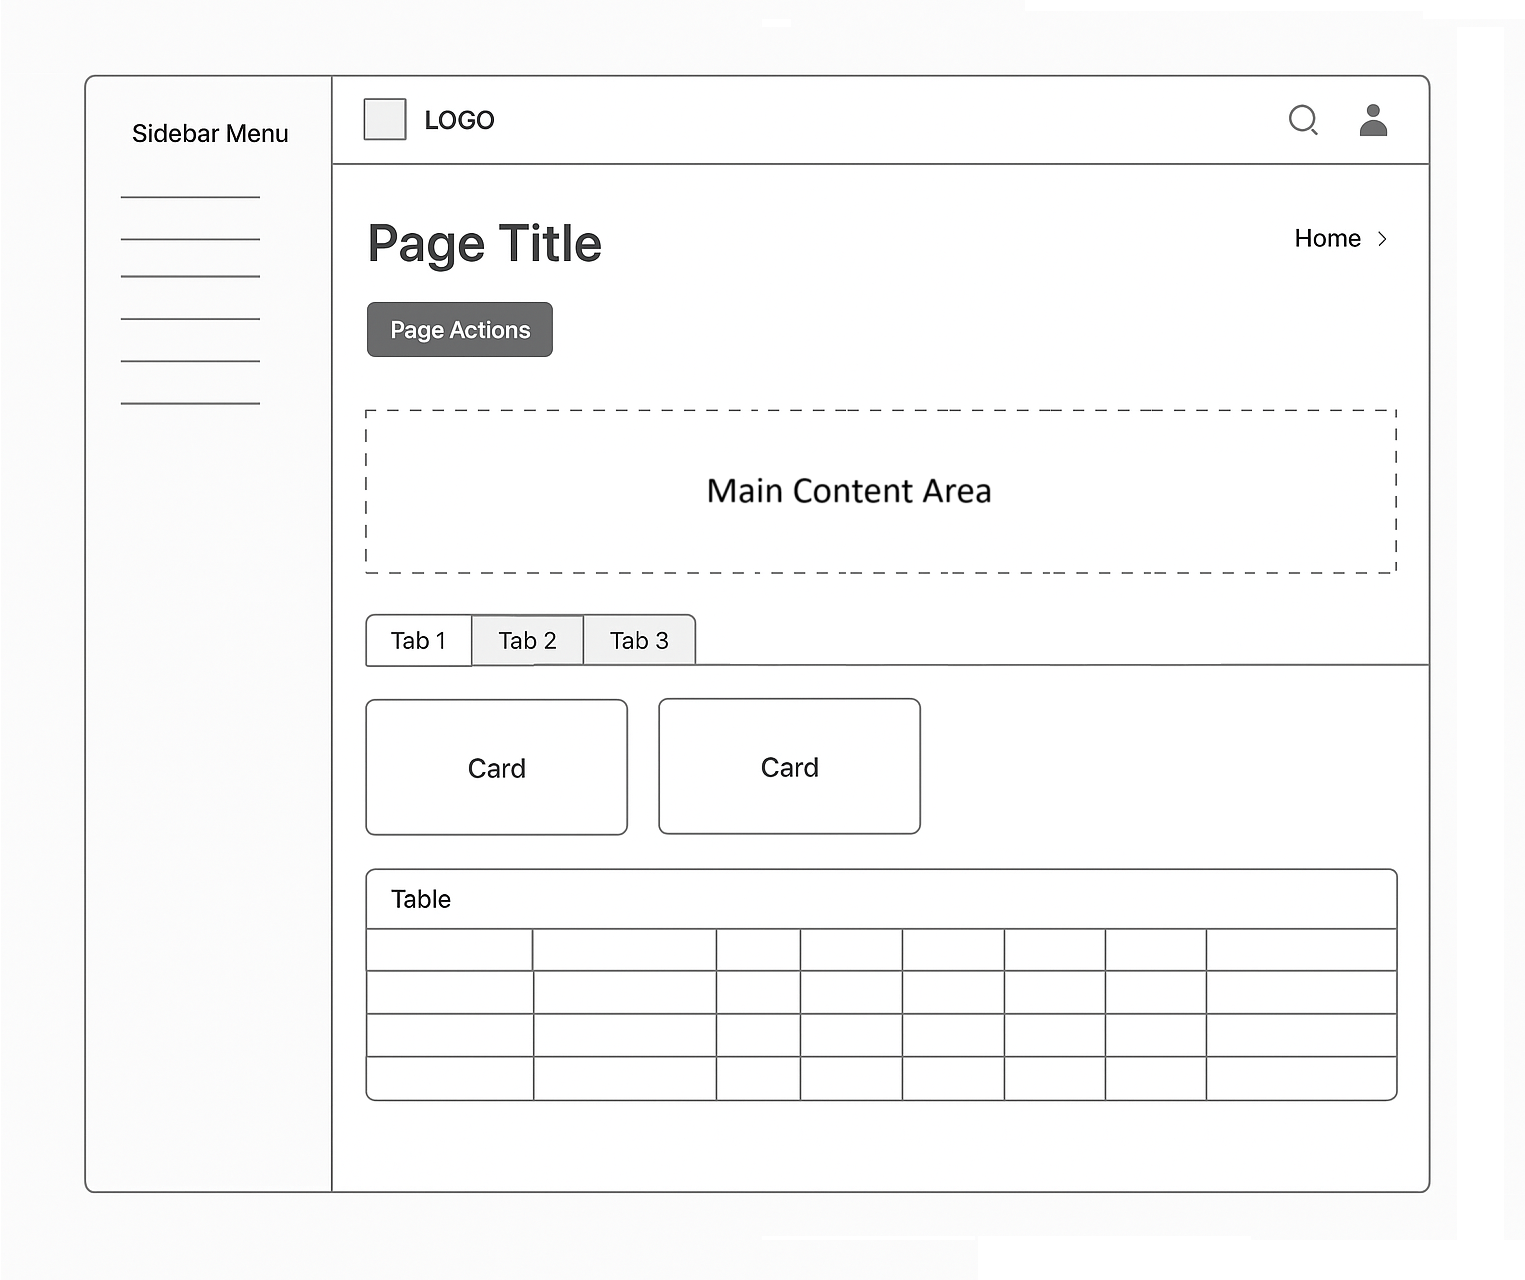 Sidebar Menu
LOGO
Page Title
Home
Page Actions
Main Content Area
Tab 1
Tab 2
Tab 3
Card
Card
Table